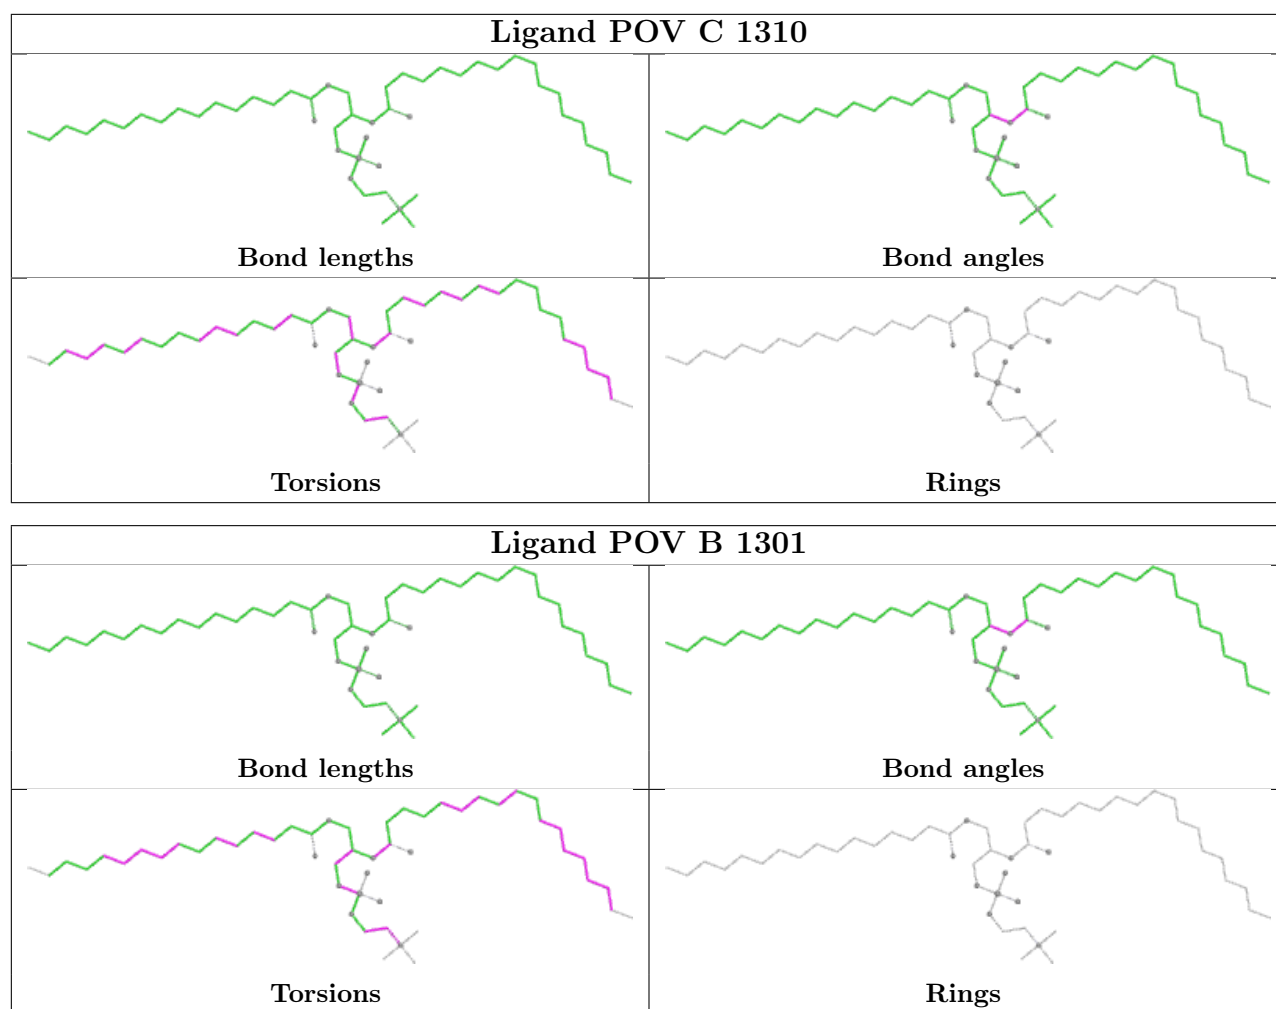 Ligand POV C 1310
Bond lengths
Bond angles
Torsions
Rings
Ligand POV B 1301
Bond lengths
Bond angles
Torsions
Rings